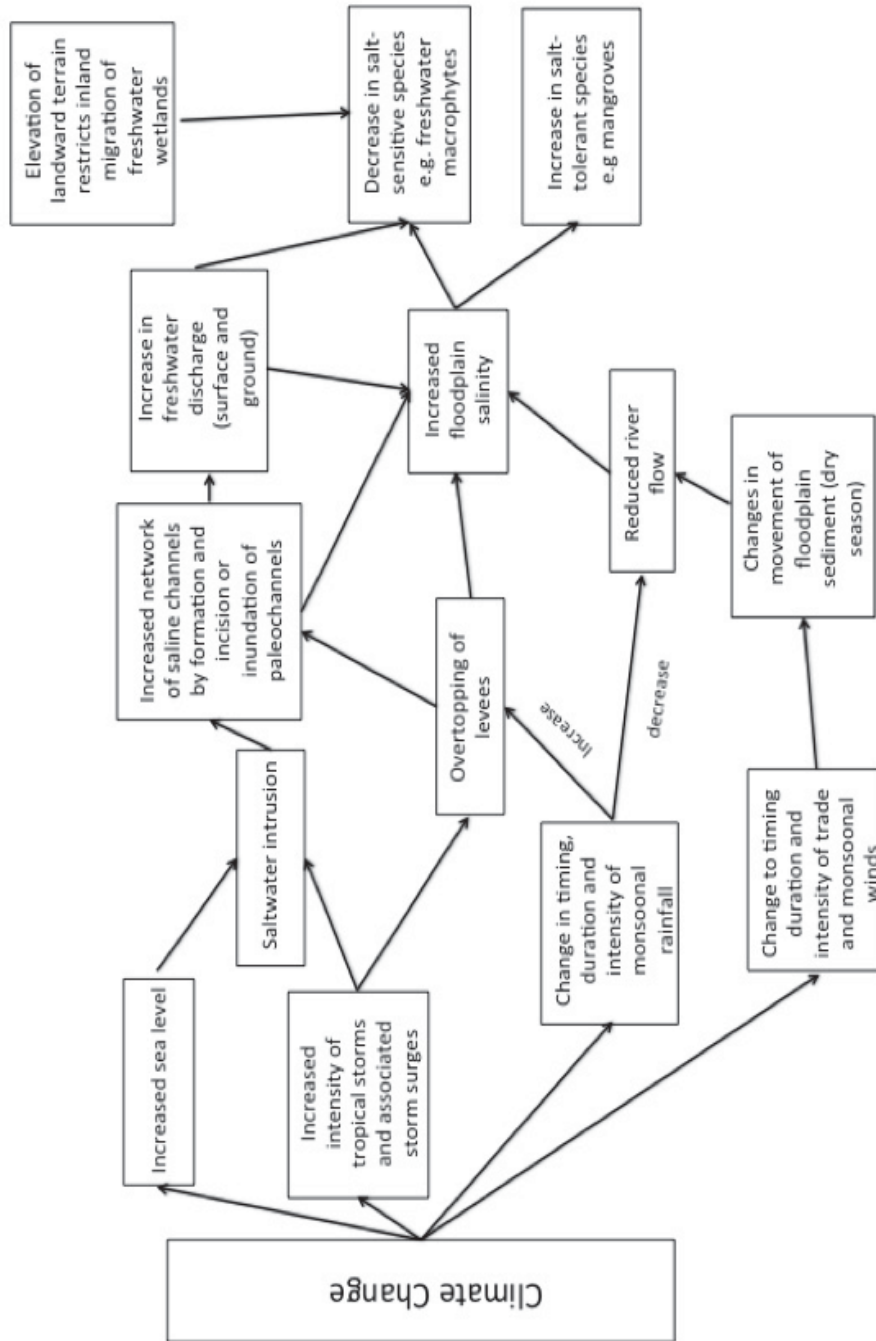 Climate Change
Increased sea level
Increased
intensity of
tropical storms
and associated
storm surges
Change in timing,
duration and
intensity of
monsoonal
rainfall
Change to timing
duration and
intensity of trade
and monsoonal
winds
Saltwater intrusion
Overtopping of
levees
Increase
decrease
Increased network
of saline channels
by formation and
incision or
inundation of
paleochannels
Reduced river
flow
Changes in
movement of
floodplain
sediment (dry
season)
Increase in
freshwater
discharge
(surface and
ground)
Increased
floodplain
salinity
Elevation of
landward terrain
restricts inland
migration of
freshwater
wetlands
Decrease in salt-
sensitive species
e.g. freshwater
macrophytes
Increase in salt-
tolerant species
e.g mangroves